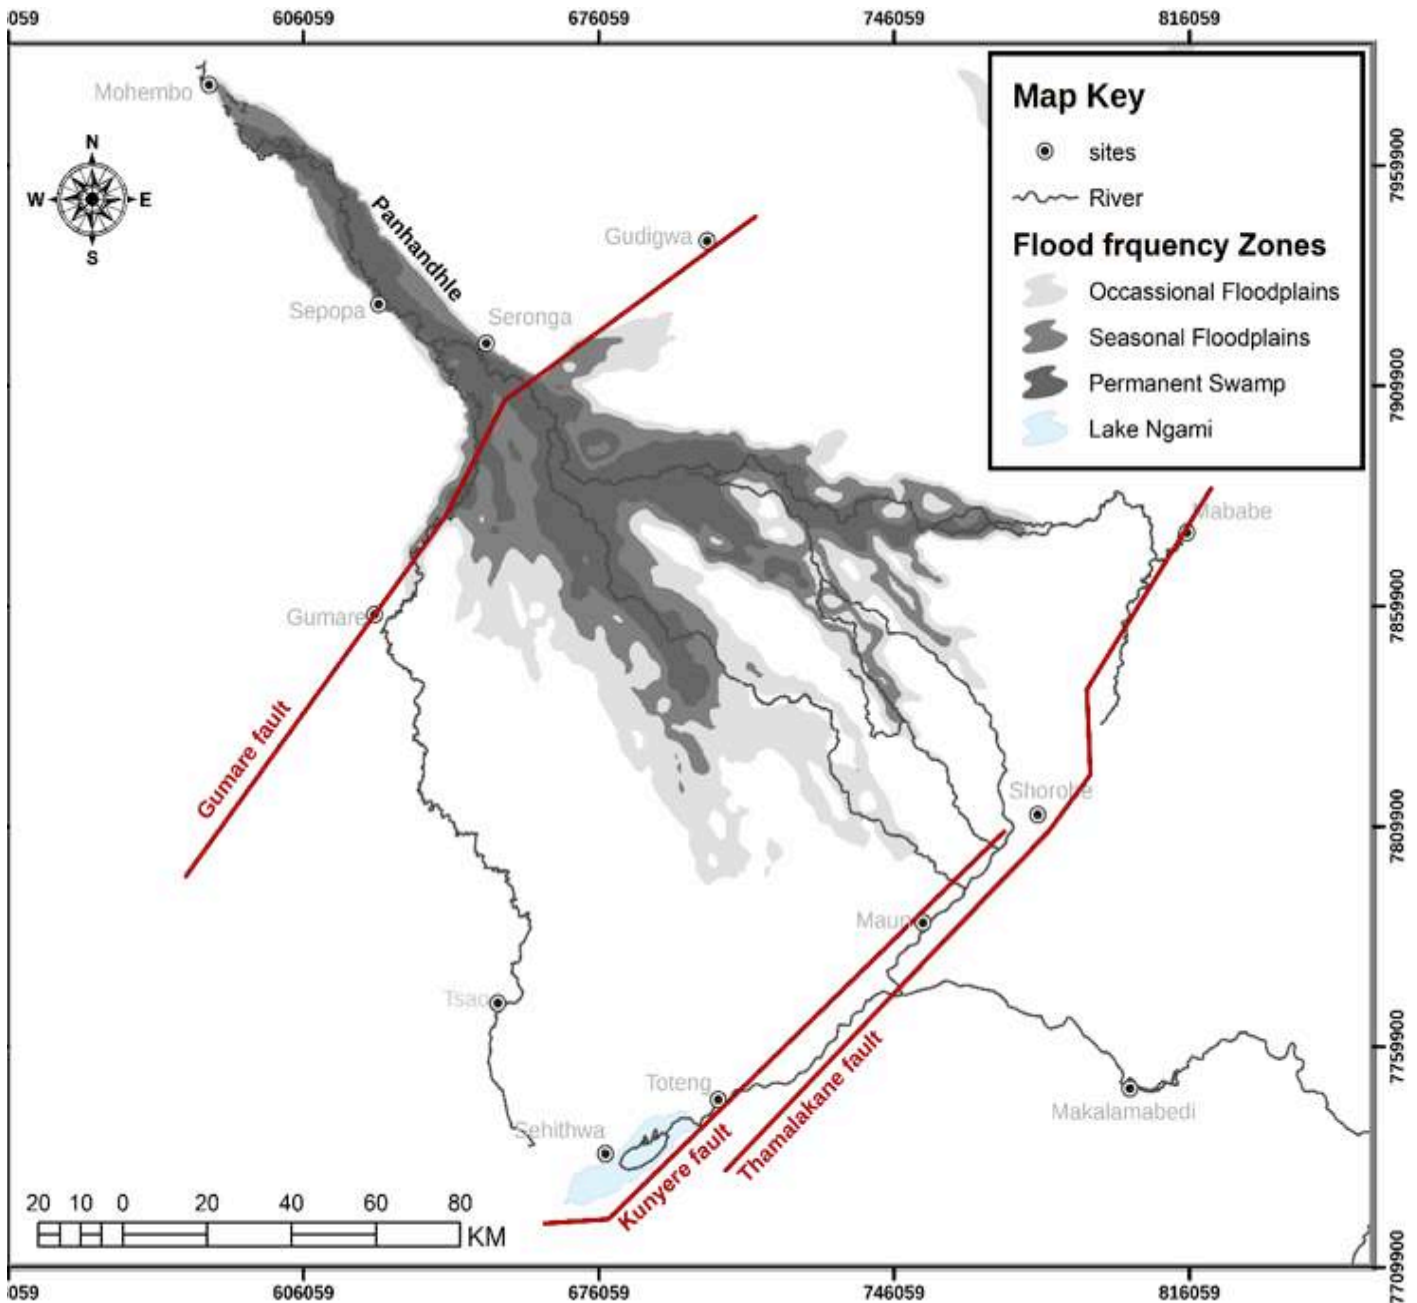 059 606059 676059 746059 816059
Map Key
sites
River
Flood frquency Zones
Occassional Floodplains
Seasonal Floodplains
Permanent Swamp
Lake Ngami
Mohembo
N
W E
S
Panhandhle
Gudigwa
Sepopa
Seronga
Mababe
Gumare
Gumare fault
Shorobe
Maun
Tsao
Toteng
Sehithwa
Makalamabedi
Kunyere fault
Thamalakane fault
7959900
7909900
7859900
7809900
7759900
7709900
20 10 0 20 40 60 80
KM
059 606059 676059 746059 816059